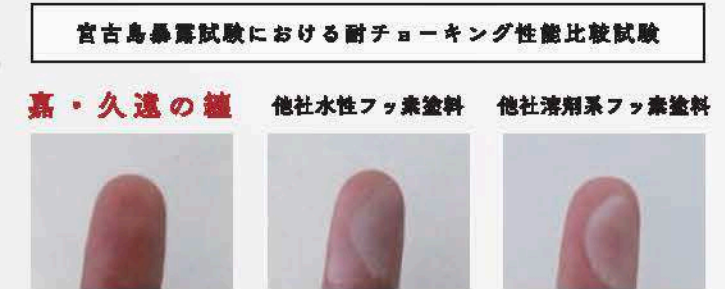 宮古島暴露試験における耐チョーキング性能比較試験
嘉・久遠の鎧
他社水性フッ素塗料
他社溶剤系フッ素塗料